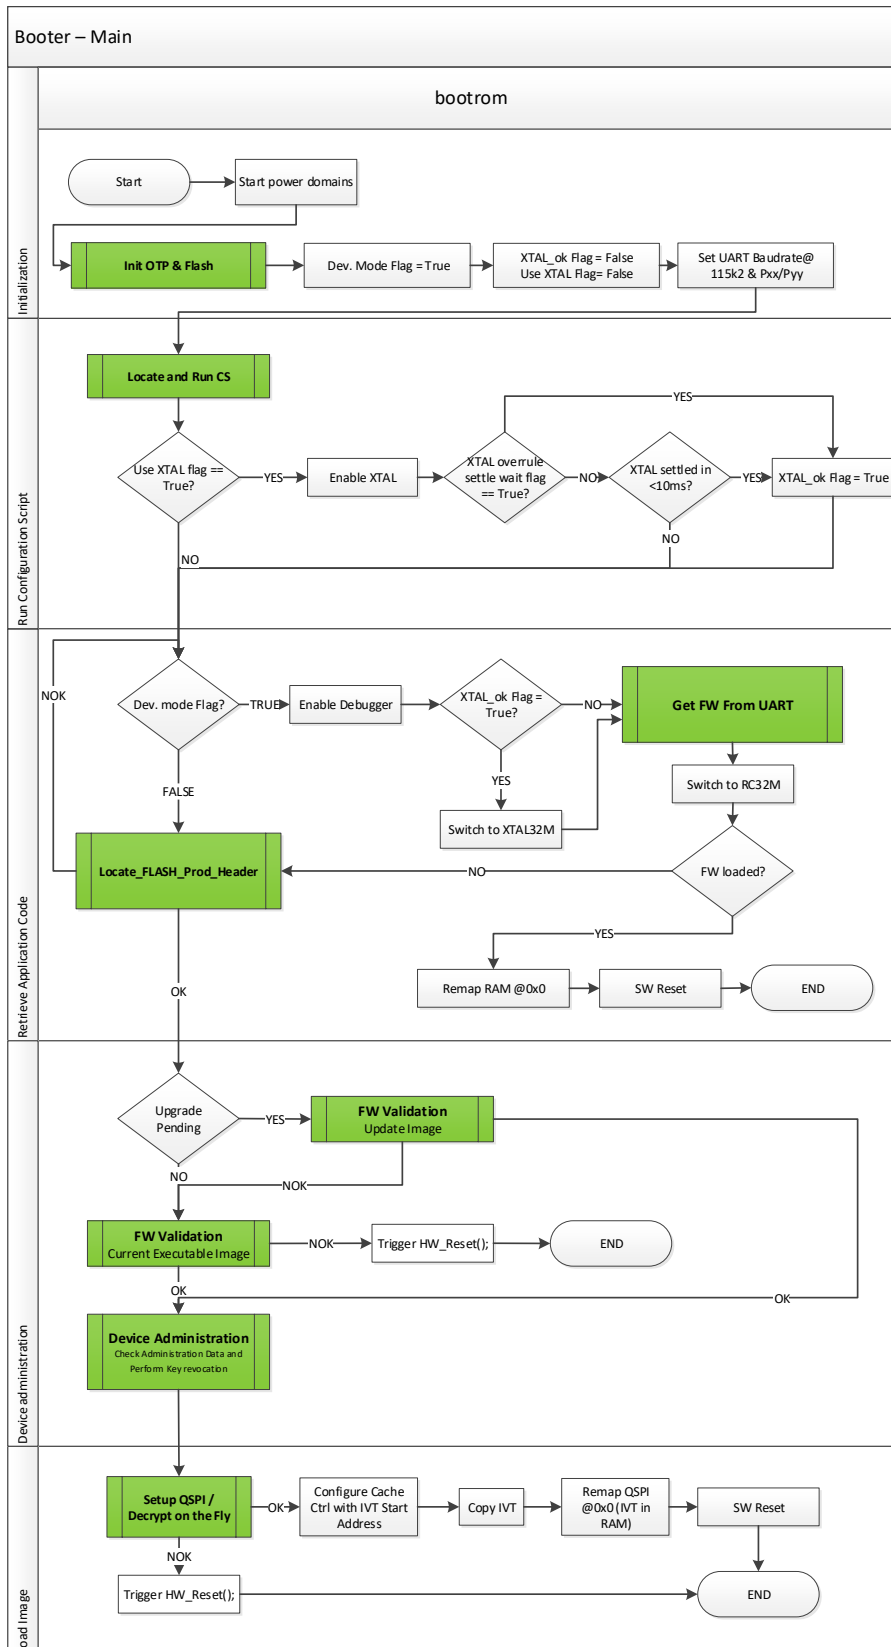 Booter – Main
bootrom
Initialization
Start
Start power domains
Init OTP & Flash
Dev. Mode Flag = True
XTAL_ok Flag = False
Use XTAL Flag= False
Set UART Baudrate@
115k2 & Pxx/Pyy
Run Configuration Script
Locate and Run CS
Use XTAL flag ==
True?
YES
Enable XTAL
XTAL overrule
settle wait flag
== True?
YES
NO
XTAL settled in
<10ms?
YES
XTAL_ok Flag = True
NO
NO
Retrieve Application Code
NOK
Dev. mode Flag?
TRUE
Enable Debugger
XTAL_ok Flag =
True?
NO
Get FW From UART
YES
Switch to XTAL32M
Switch to RC32M
FALSE
Locate_FLASH_Prod_Header
NO
FW loaded?
YES
OK
Remap RAM @0x0
SW Reset
END
Device administration
Upgrade
Pending
YES
FW Validation
Update Image
NO
NOK
FW Validation
Current Executable Image
NOK
Trigger HW_Reset();
END
OK
OK
Device Administration
Check Administration Data and
Perform Key revocation
oad Image
Setup QSPI /
Decrypt on the Fly
OK
Configure Cache
Ctrl with IVT Start
Address
Copy IVT
Remap QSPI
@0x0 (IVT in
RAM)
SW Reset
NOK
Trigger HW_Reset();
END